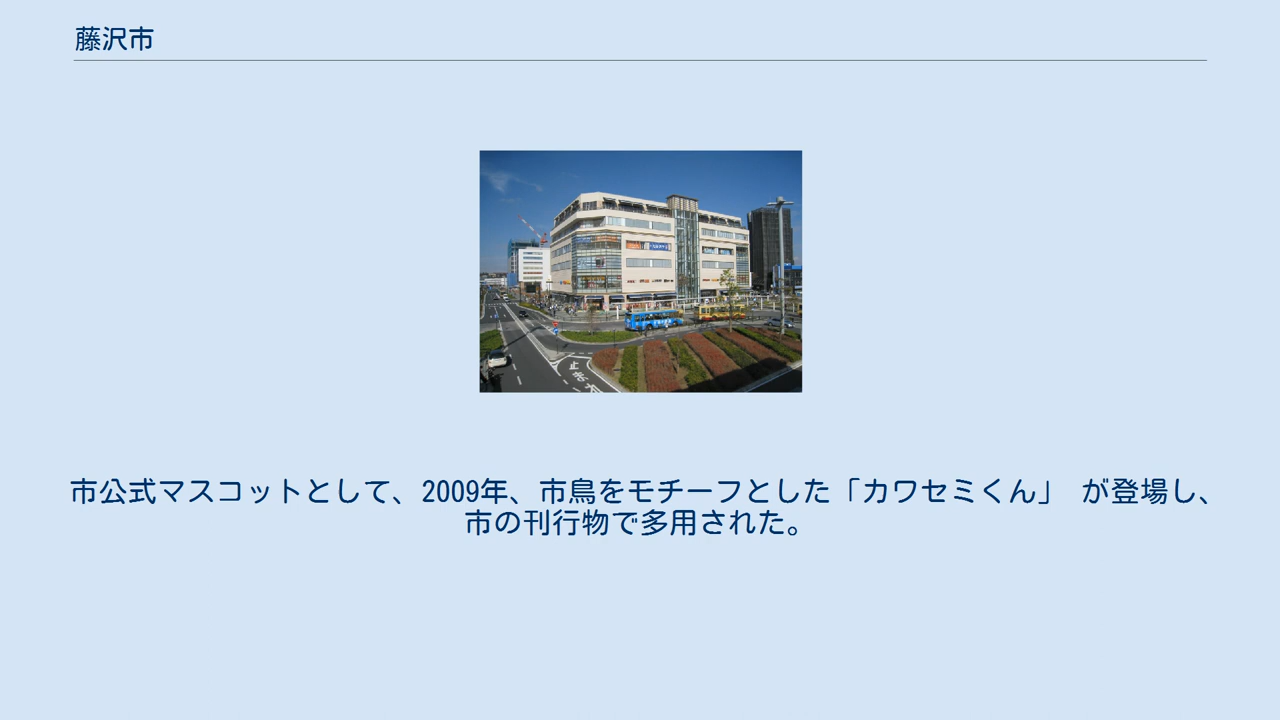 藤沢市
市公式マスコットとして、2009年、市鳥をモチーフとした「カワセミくん」 が登場し、
市の刊行物で多用された。